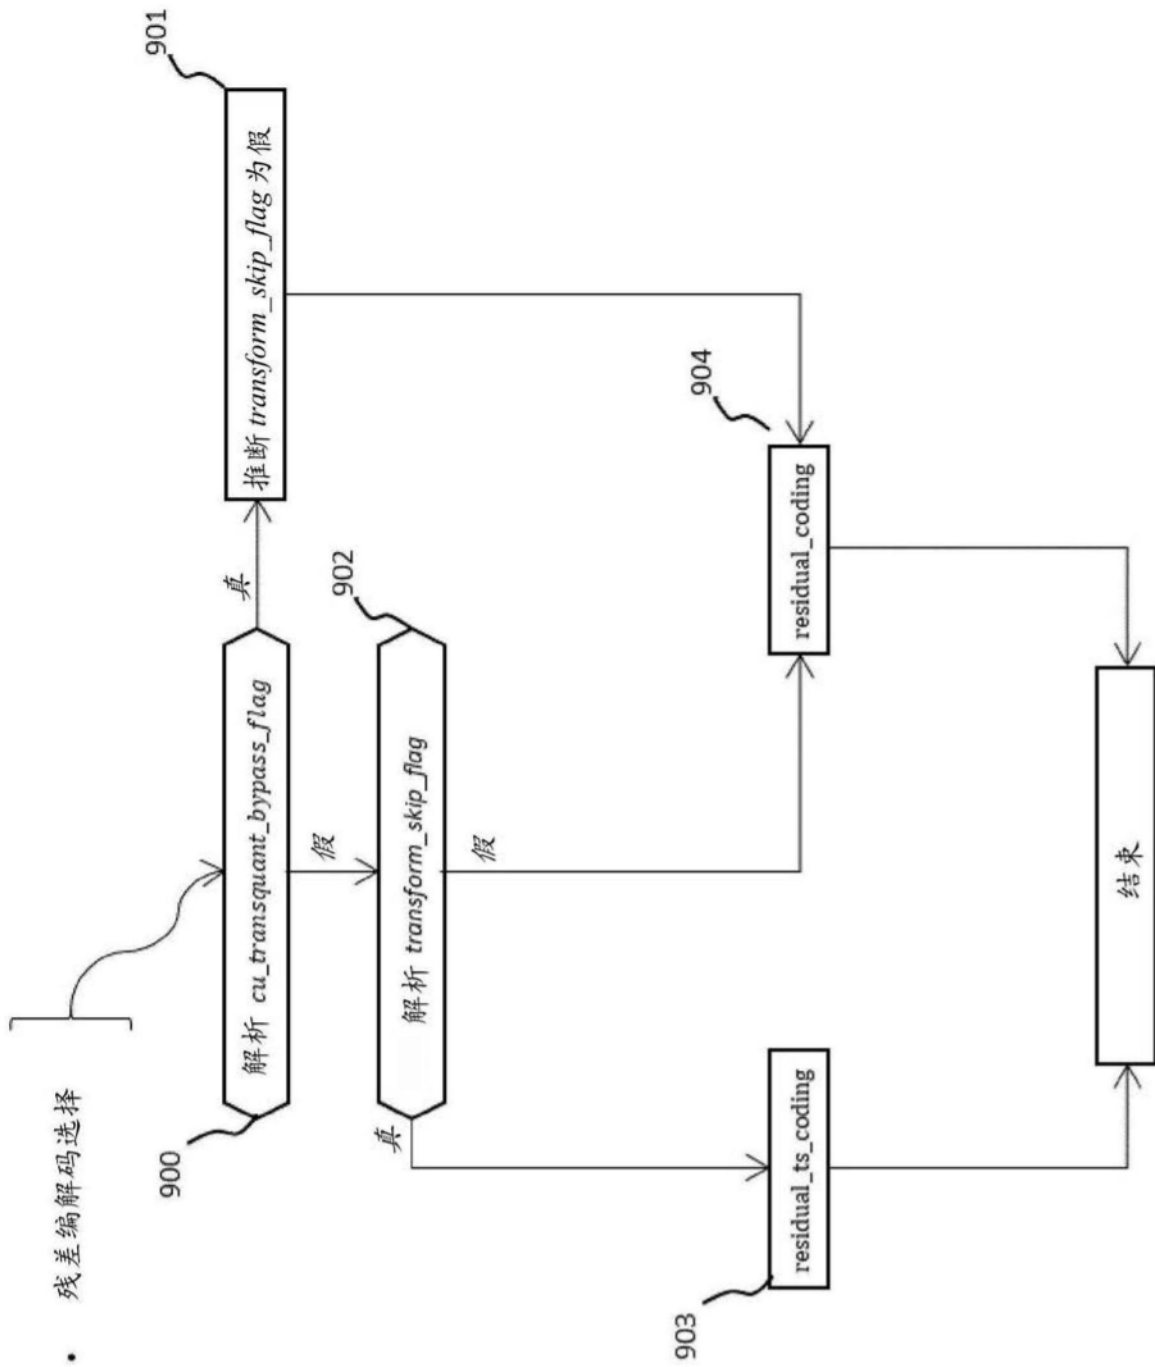 • 残差编解码选择
900
解析 cu_transquant_bypass_flag
真
901
推断 transform_skip_flag 为假
假
902
解析 transform_skip_flag
真
假
903
residual_ts_coding
904
residual_coding
结束